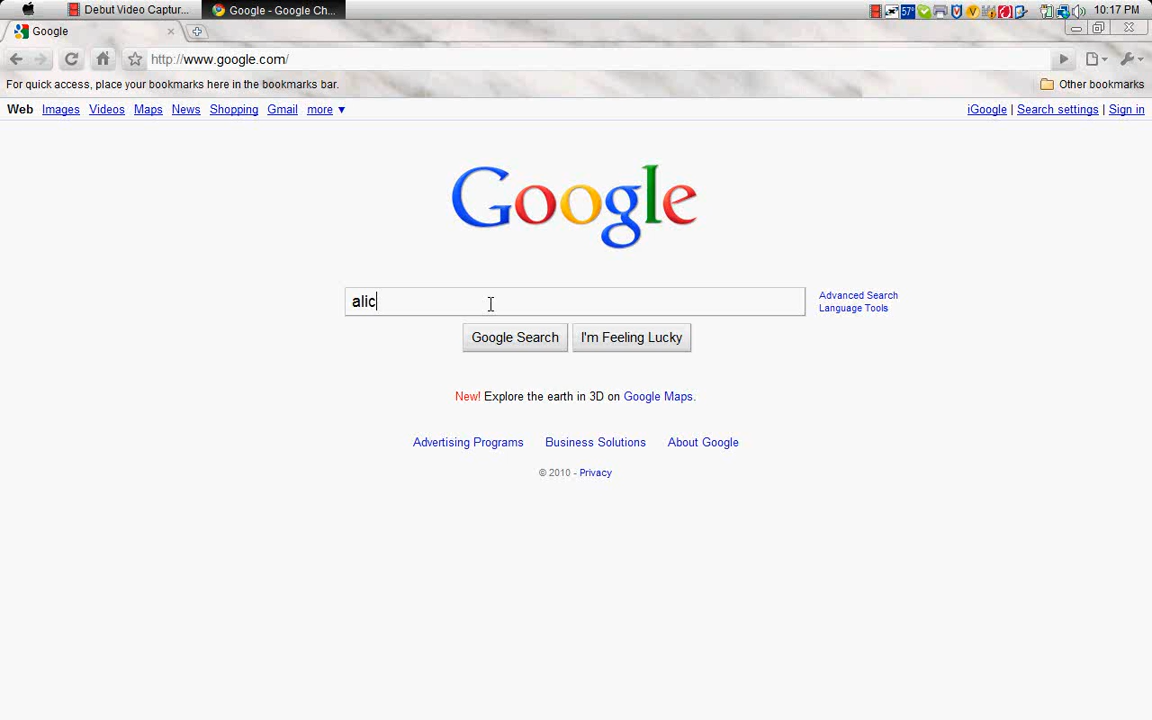 Debut Video Captur... Google - Google Ch... 57° 10:17 PM
Google
http://www.google.com/
For quick access, place your bookmarks here in the bookmarks bar. Other bookmarks
Web Images Videos Maps News Shopping Gmail more ▼ iGoogle | Search settings | Sign in
Google
alic
Advanced Search
Language Tools
Google Search I'm Feeling Lucky
New! Explore the earth in 3D on Google Maps.
Advertising Programs Business Solutions About Google
© 2010 - Privacy